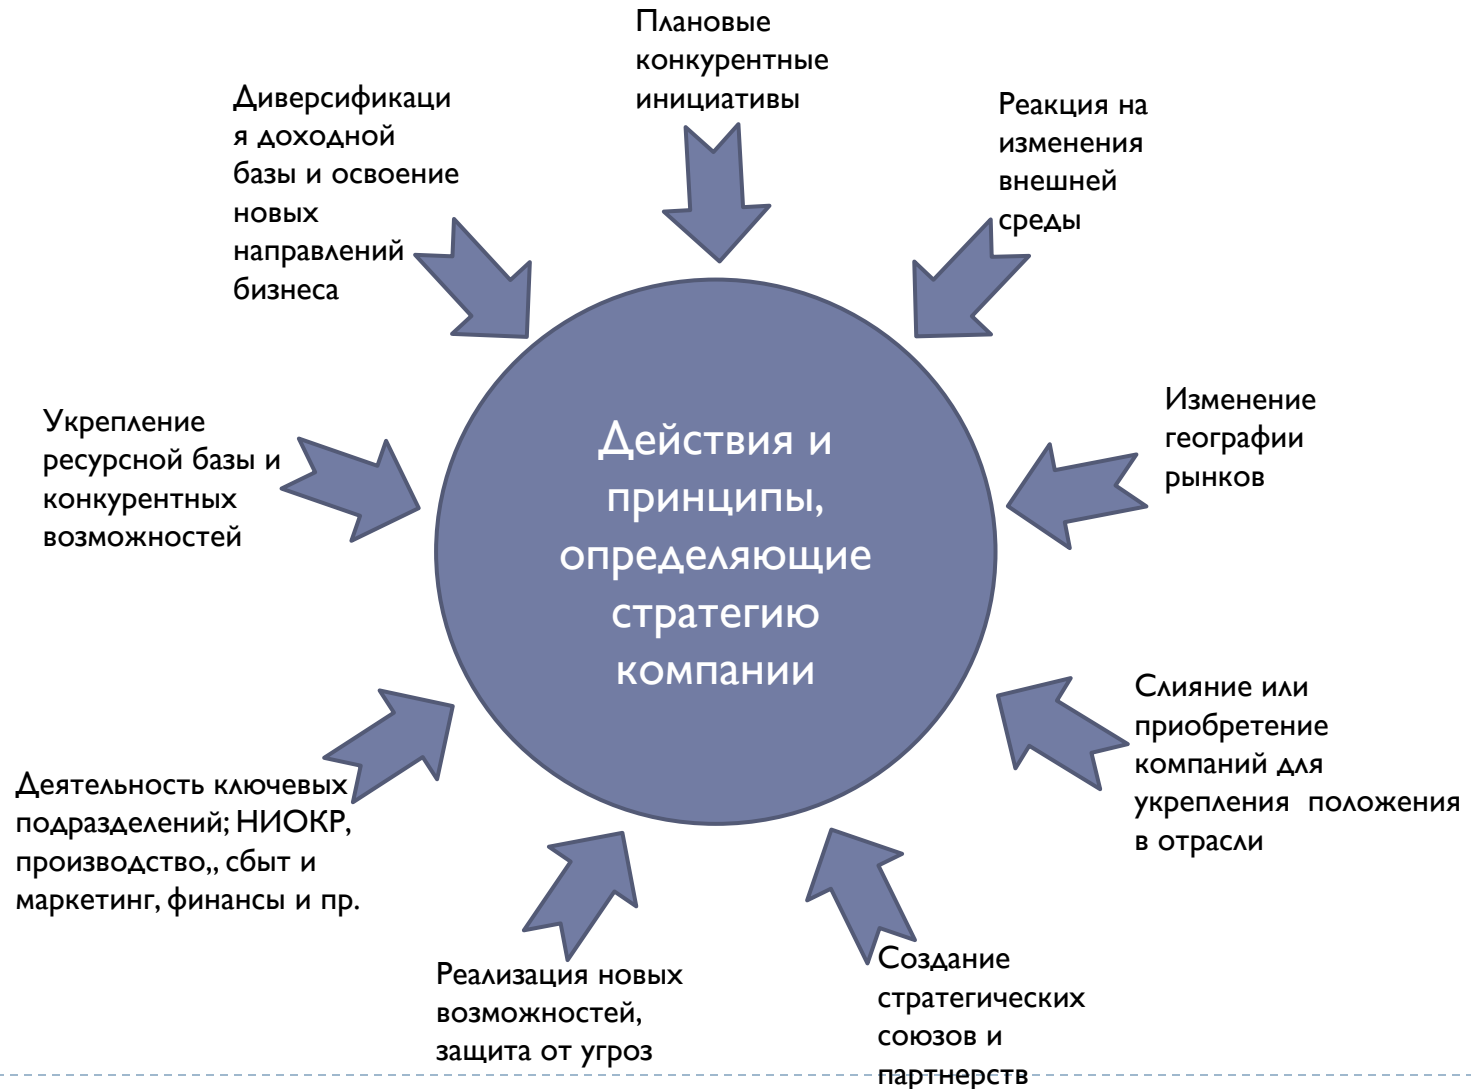 Плановые
конкурентные
инициативы
Диверсификаци
я доходной
базы и освоение
новых
направлений
бизнеса
Реакция на
изменения
внешней
среды
Укрепление
ресурсной базы и
конкурентных
возможностей
Действия и
принципы,
определяющие
стратегию
компании
Изменение
географии
рынков
Слияние или
приобретение
компаний для
укрепления  положения
в отрасли
Деятельность ключевых
подразделений; НИОКР,
производство,, сбыт и
маркетинг, финансы и пр.
Реализация новых
возможностей,
защита от угроз
Создание
стратегических
союзов и
партнерств